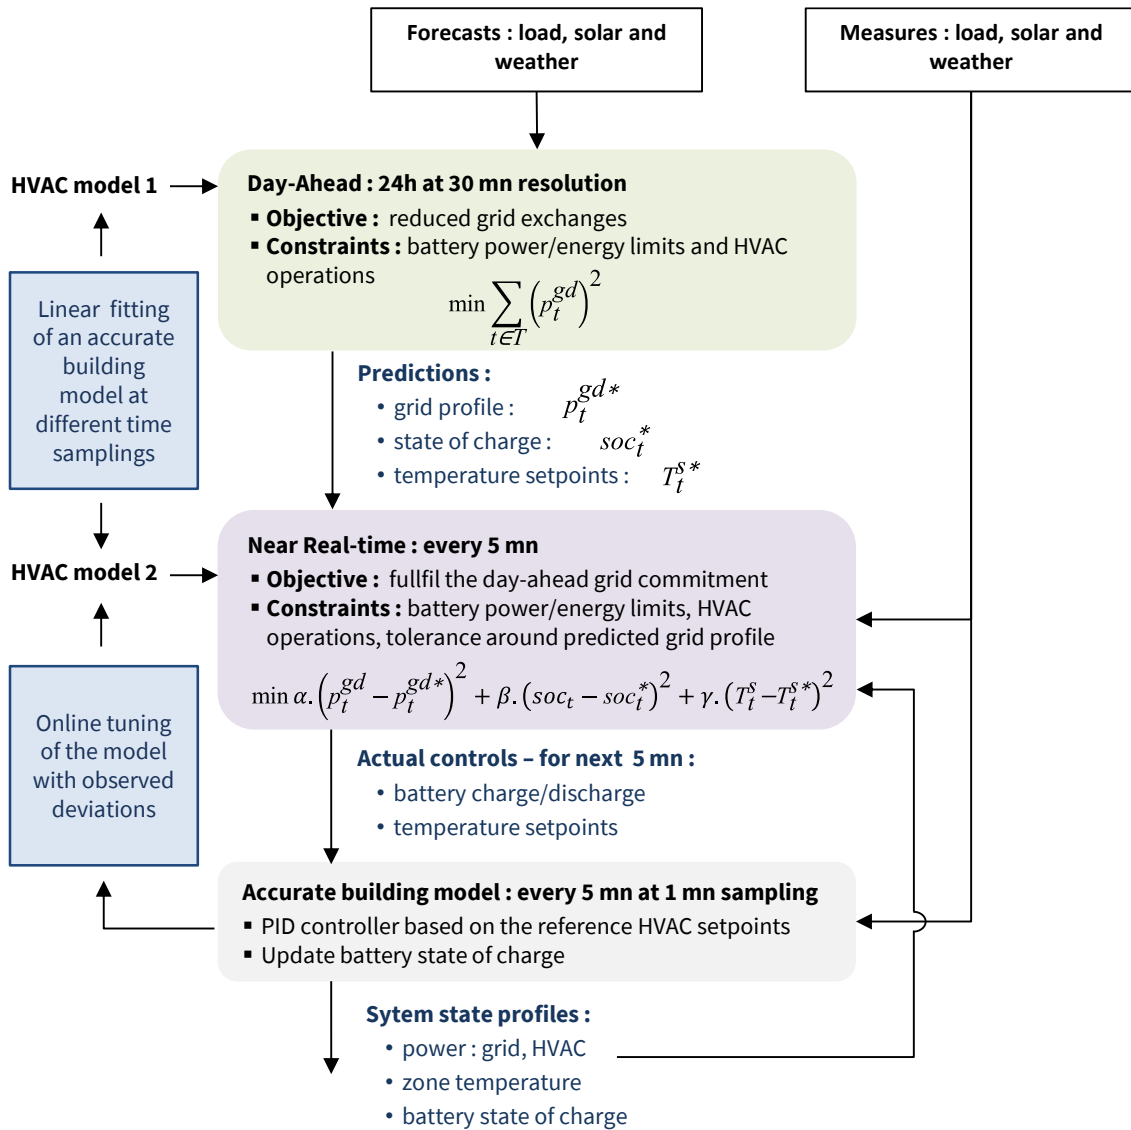 Forecasts : load, solar and
weather
Measures : load, solar and
weather
HVAC model 1
Day-Ahead : 24h at 30 mn resolution
▪ Objective : reduced grid exchanges
▪ Constraints : battery power/energy limits and HVAC
operations
min ∑_{t∈T} (p_t^{gd})^2
Linear fitting
of an accurate
building
model at
different time
samplings
Predictions :
• grid profile : p_t^{gd*}
• state of charge : soc_t^*
• temperature setpoints : T_t^{s*}
HVAC model 2
Near Real-time : every 5 mn
▪ Objective : fullfil the day-ahead grid commitment
▪ Constraints : battery power/energy limits, HVAC
operations, tolerance around predicted grid profile
min α. (p_t^{gd} − p_t^{gd*})^2 + β. (soc_t − soc_t^*)^2 + γ. (T_t^s − T_t^{s*})^2
Online tuning
of the model
with observed
deviations
Actual controls – for next 5 mn :
• battery charge/discharge
• temperature setpoints
Accurate building model : every 5 mn at 1 mn sampling
▪ PID controller based on the reference HVAC setpoints
▪ Update battery state of charge
Sytem state profiles :
• power : grid, HVAC
• zone temperature
• battery state of charge